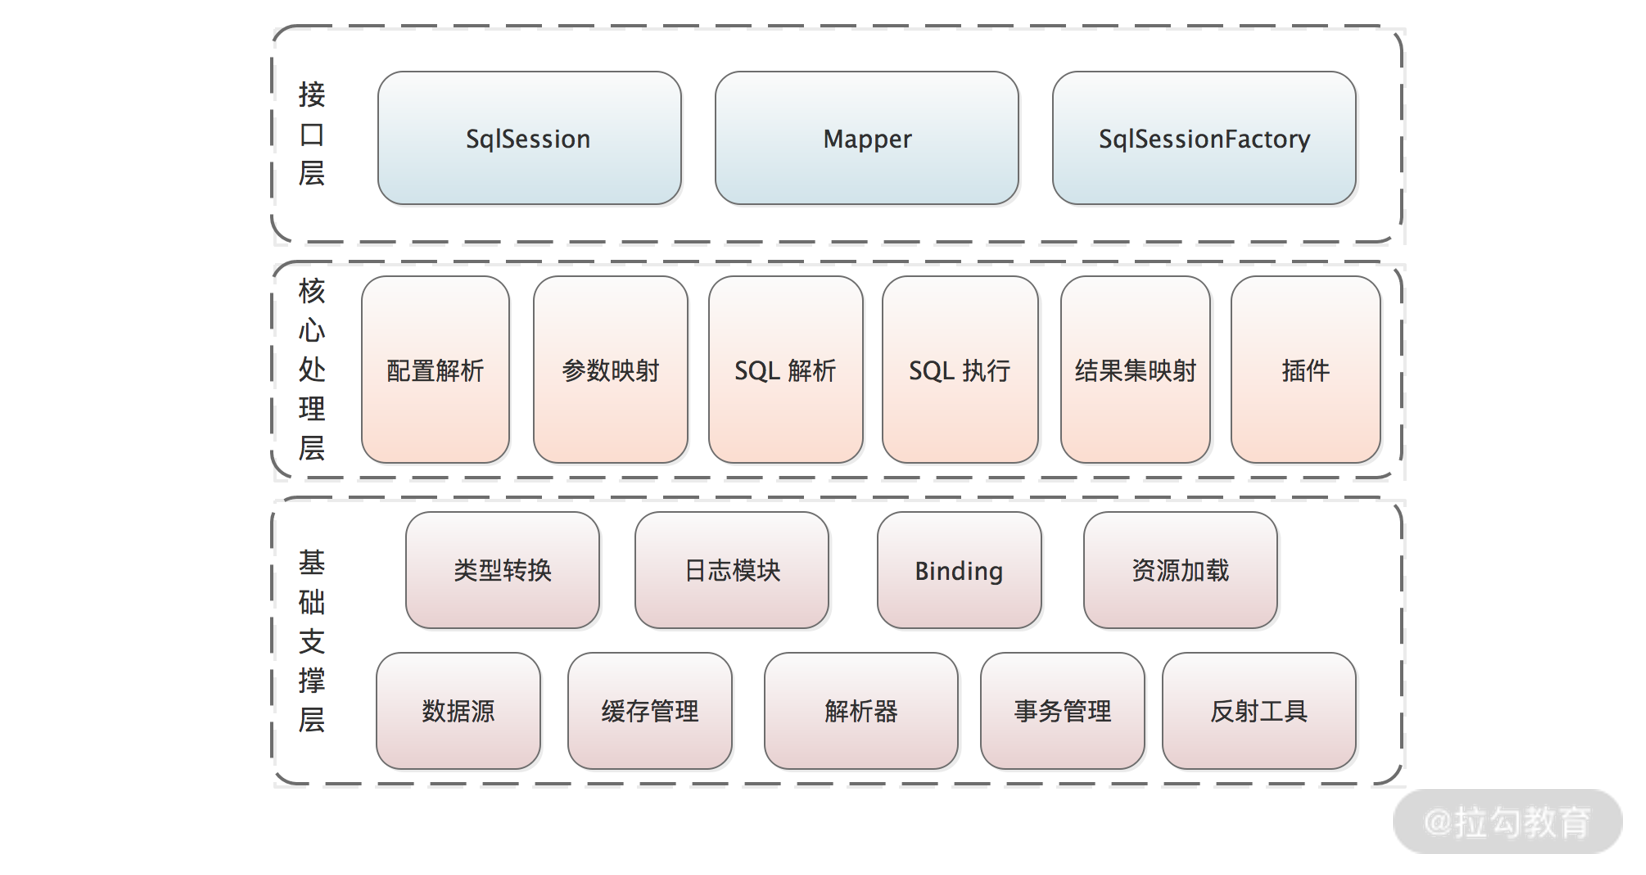 接口层
SqlSession
Mapper
SqlSessionFactory
核心处理层
配置解析
参数映射
SQL 解析
SQL 执行
结果集映射
插件
基础支撑层
类型转换
日志模块
Binding
资源加载
数据源
缓存管理
解析器
事务管理
反射工具
@拉勾教育